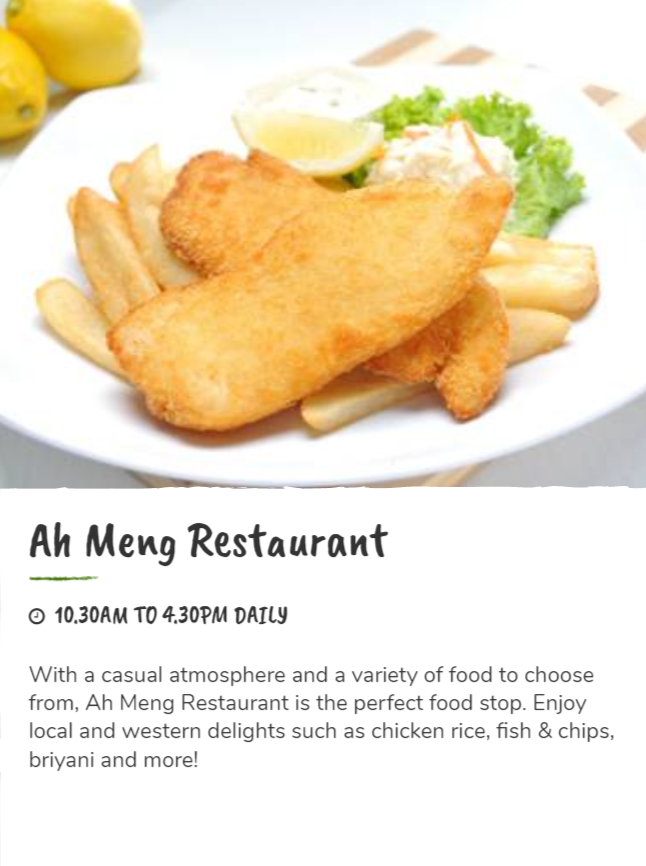 Ah Meng Restaurant
10.30AM TO 4.30PM DAILY
With a casual atmosphere and a variety of food to choose
from, Ah Meng Restaurant is the perfect food stop. Enjoy
local and western delights such as chicken rice, fish & chips,
briyani and more!